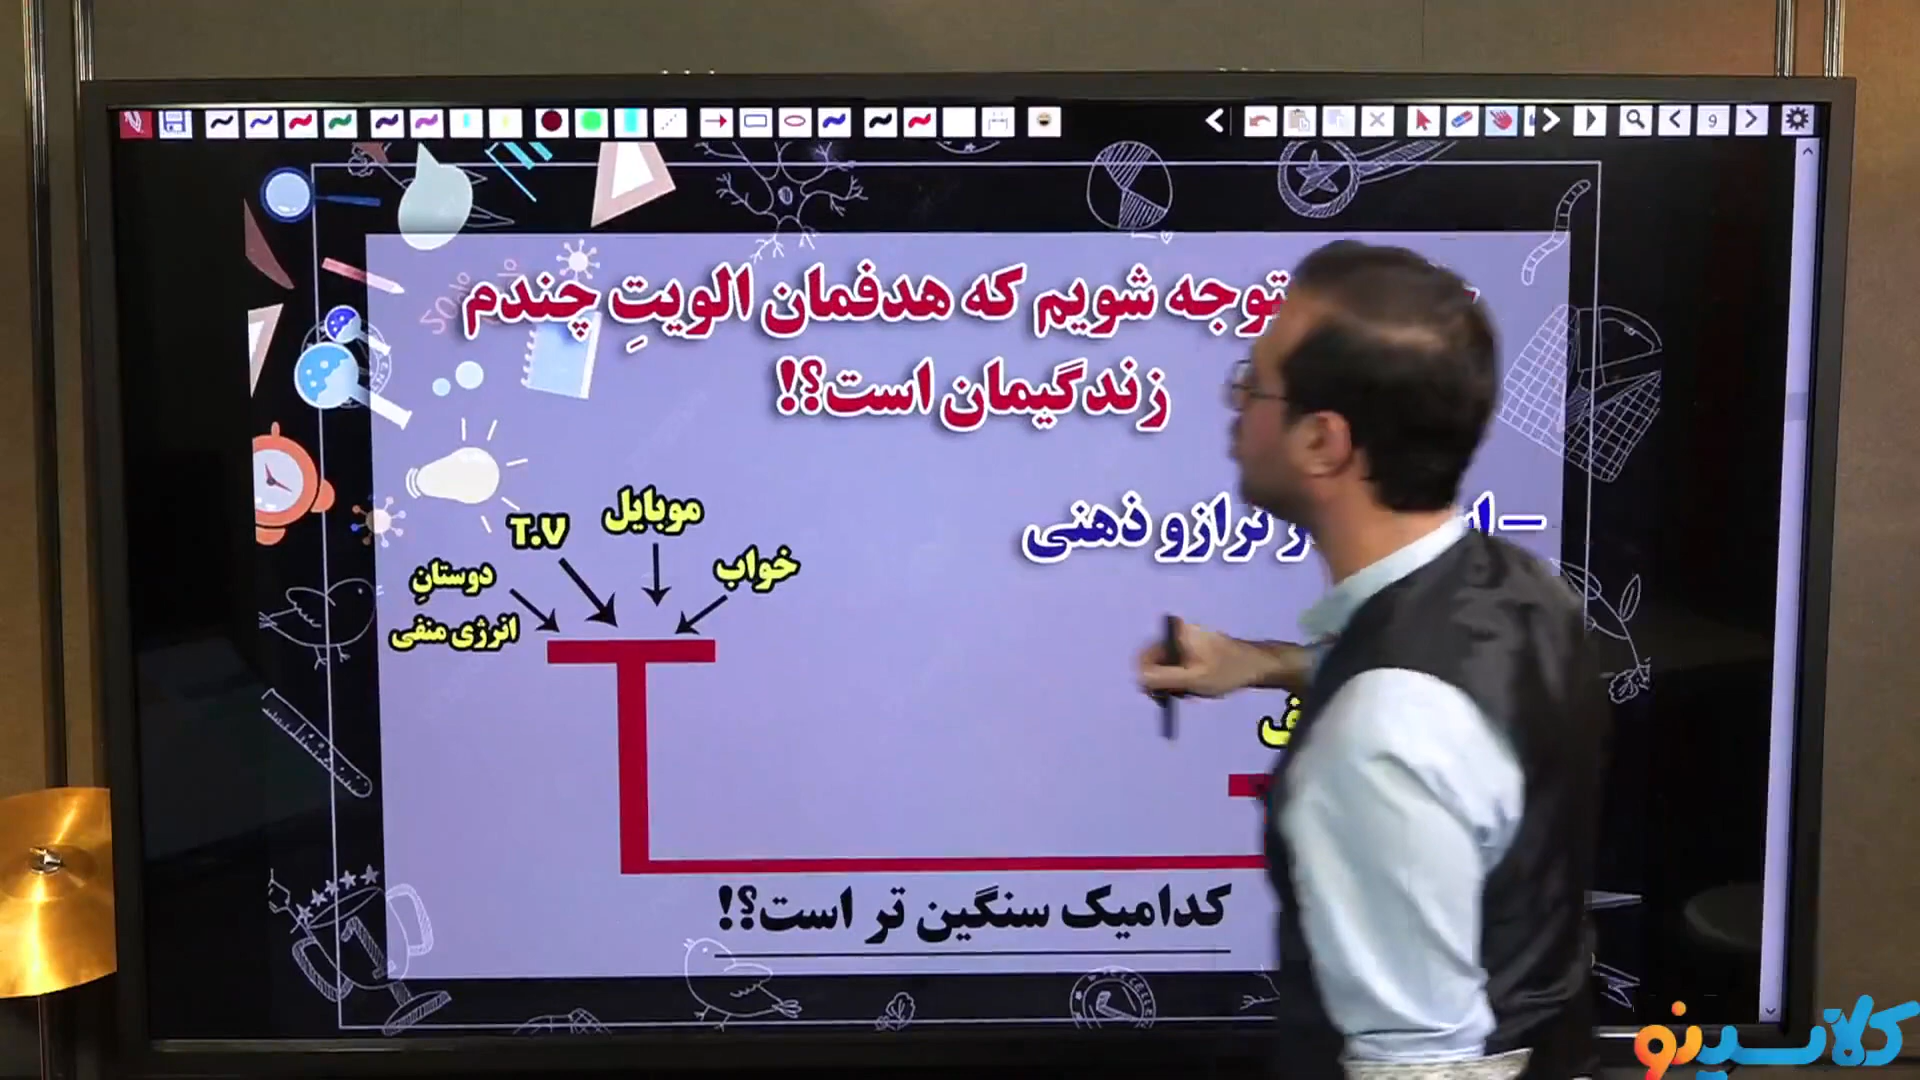 توجه شویم که هدفمان الویتِ چندم
زندگیمان است؟!
– ترازو ذهنی
موبایل
T.V
خواب
دوستانِ
انرژی منفی
کدامیک سنگین تر است؟!
9
کلاسینو